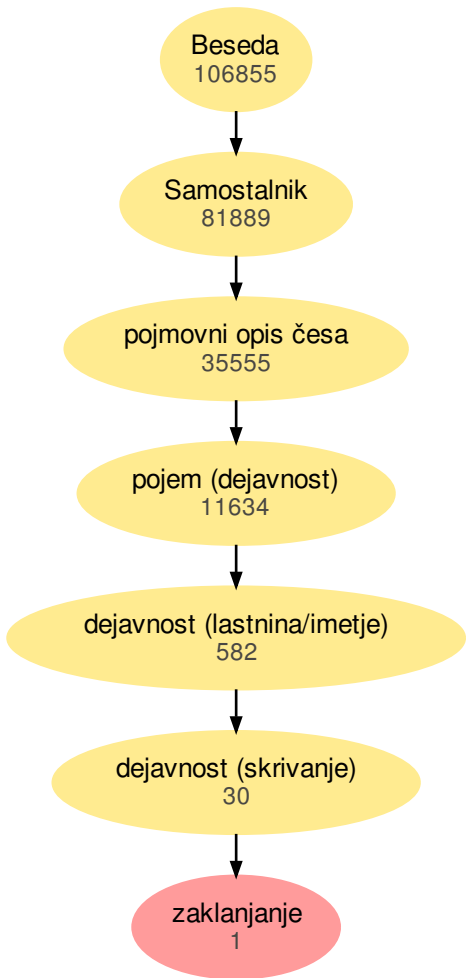 Beseda
106855
Samostalnik
81889
pojmovni opis česa
35555
pojem (dejavnost)
11634
dejavnost (lastnina/imetje)
582
dejavnost (skrivanje)
30
zaklanjanje
1